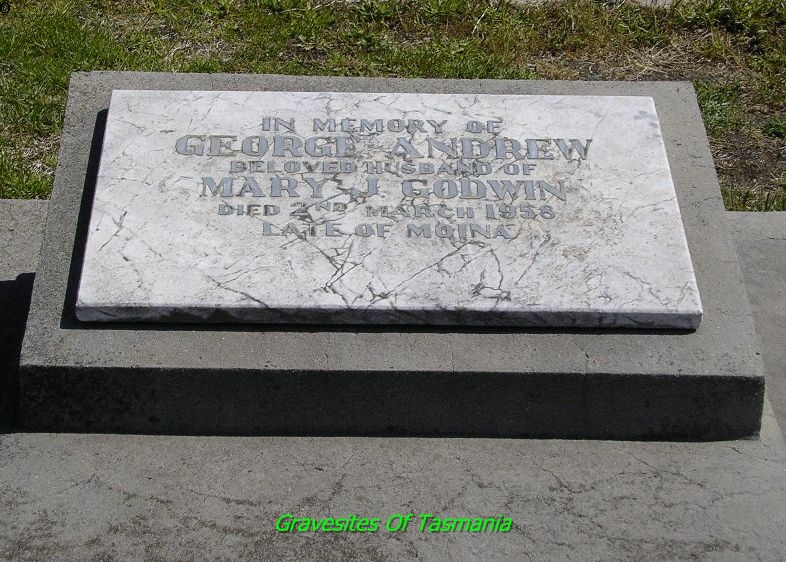 IN MEMORY OF
GEORGE ANDREW
BELOVED HUSBAND OF
MARY J. GODWIN
DIED 2ND MARCH 1958
LATE OF MOINA
Gravesites Of Tasmania